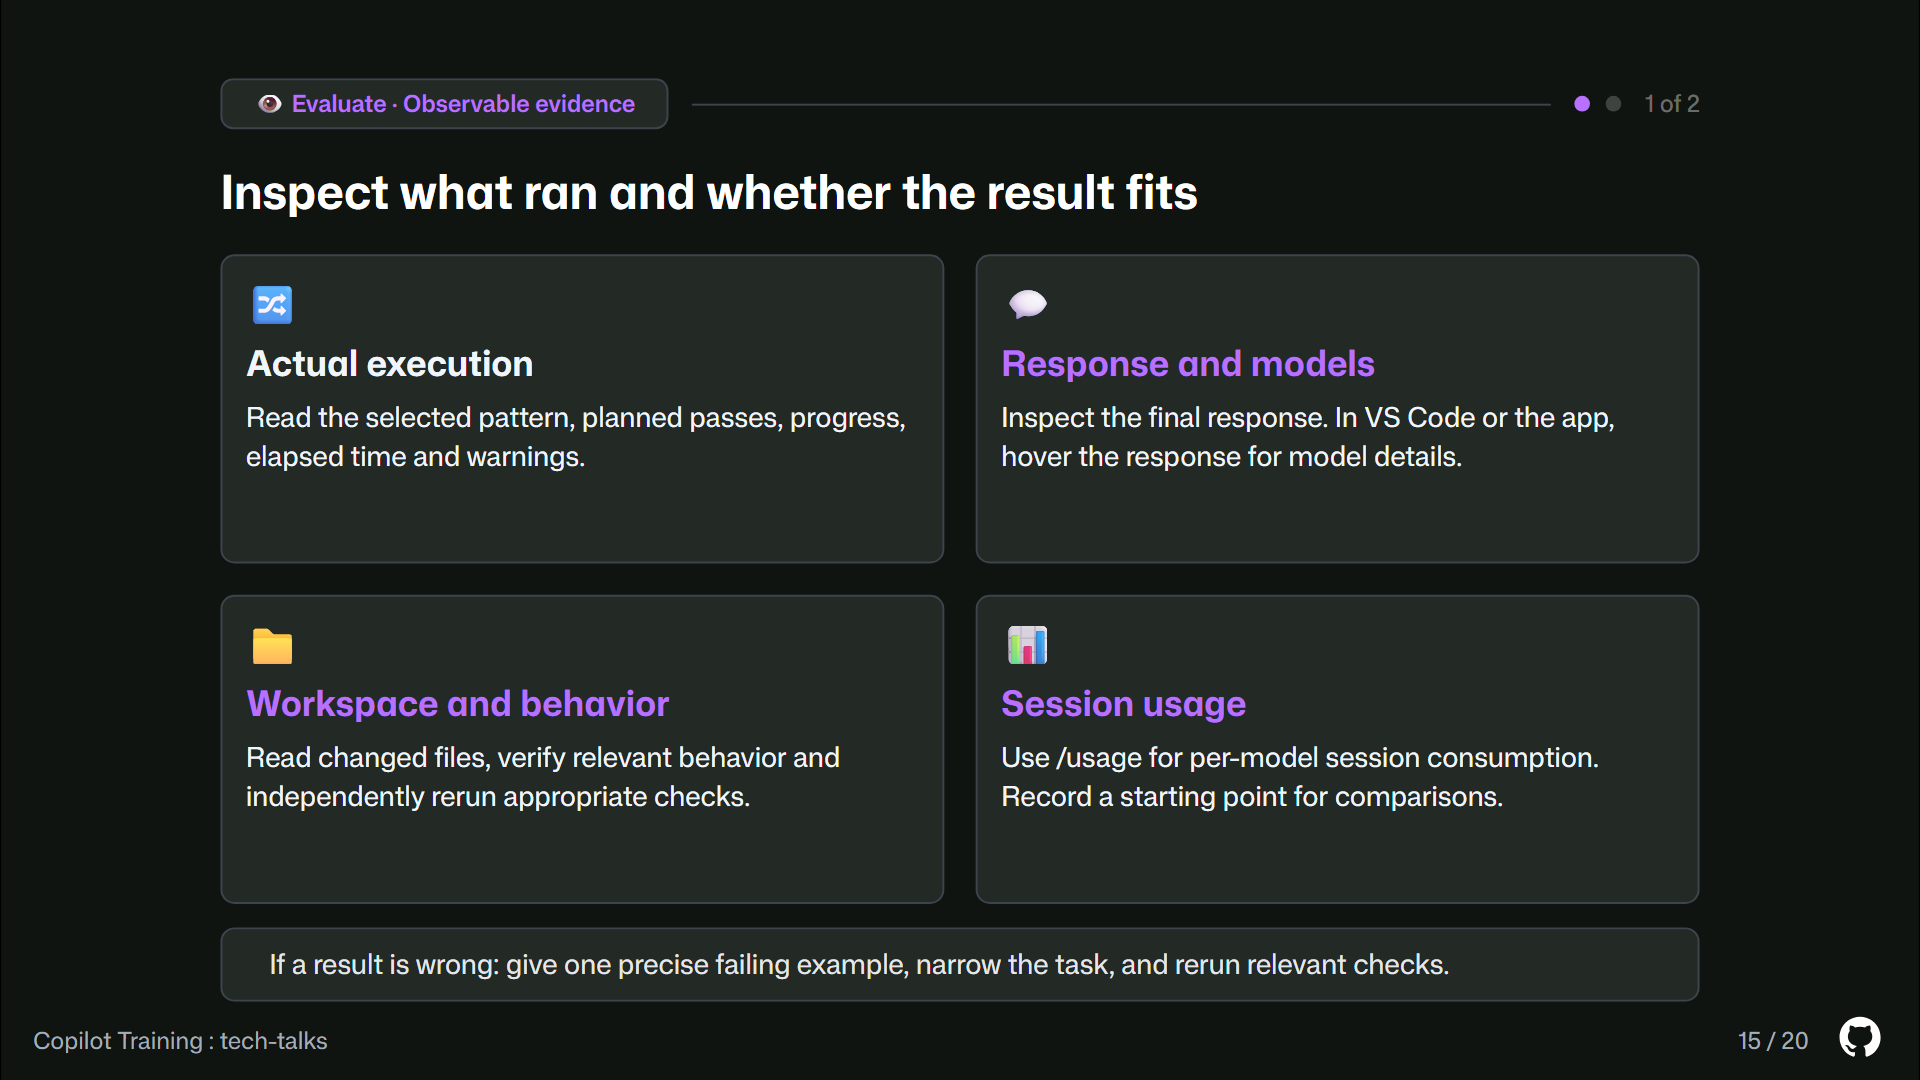 Evaluate · Observable evidence
1 of 2
Inspect what ran and whether the result fits
Actual execution
Read the selected pattern, planned passes, progress,
elapsed time and warnings.
Response and models
Inspect the final response. In VS Code or the app,
hover the response for model details.
Workspace and behavior
Read changed files, verify relevant behavior and
independently rerun appropriate checks.
Session usage
Use /usage for per-model session consumption.
Record a starting point for comparisons.
If a result is wrong: give one precise failing example, narrow the task, and rerun relevant checks.
Copilot Training : tech-talks
15 / 20